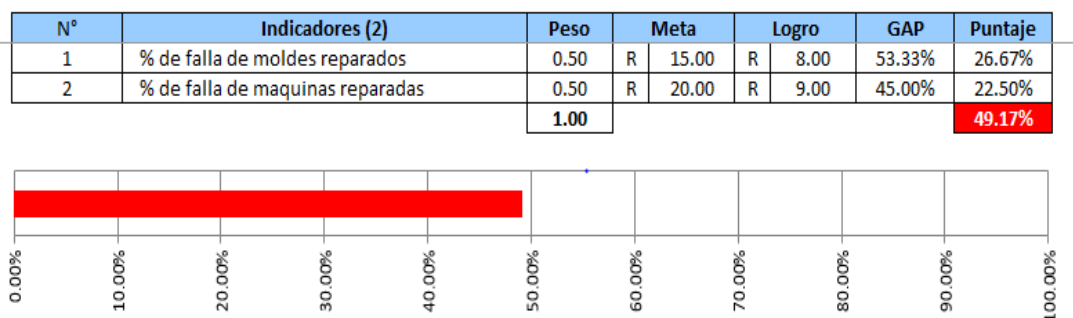 N° Indicadores (2) Peso Meta Logro GAP Puntaje
1 % de falla de moldes reparados 0.50 R 15.00 R 8.00 53.33% 26.67%
2 % de falla de maquinas reparadas 0.50 R 20.00 R 9.00 45.00% 22.50%
1.00 49.17%
0.00% 10.00% 20.00% 30.00% 40.00% 50.00% 60.00% 70.00% 80.00% 90.00% 100.00%